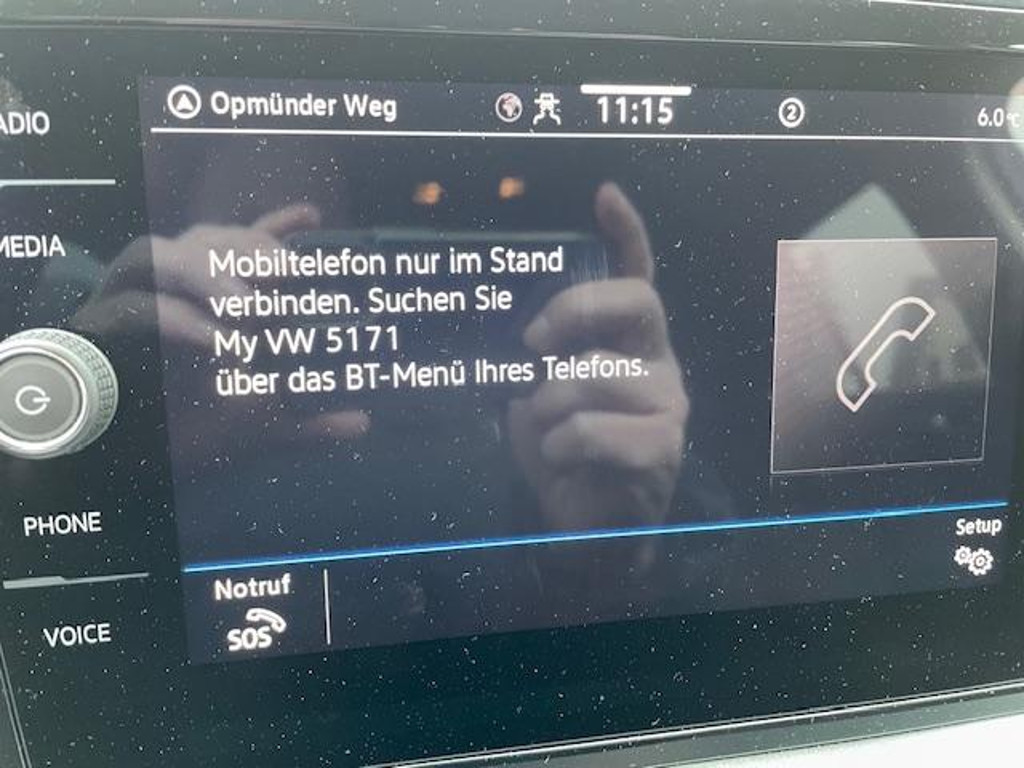 Opmünder Weg
11:15
2
6.0°C
MEDIA
PHONE
VOICE
Mobiltelefon nur im Stand
verbinden. Suchen Sie
My VW 5171
über das BT-Menü Ihres Telefons.
Setup
Notruf
SOS